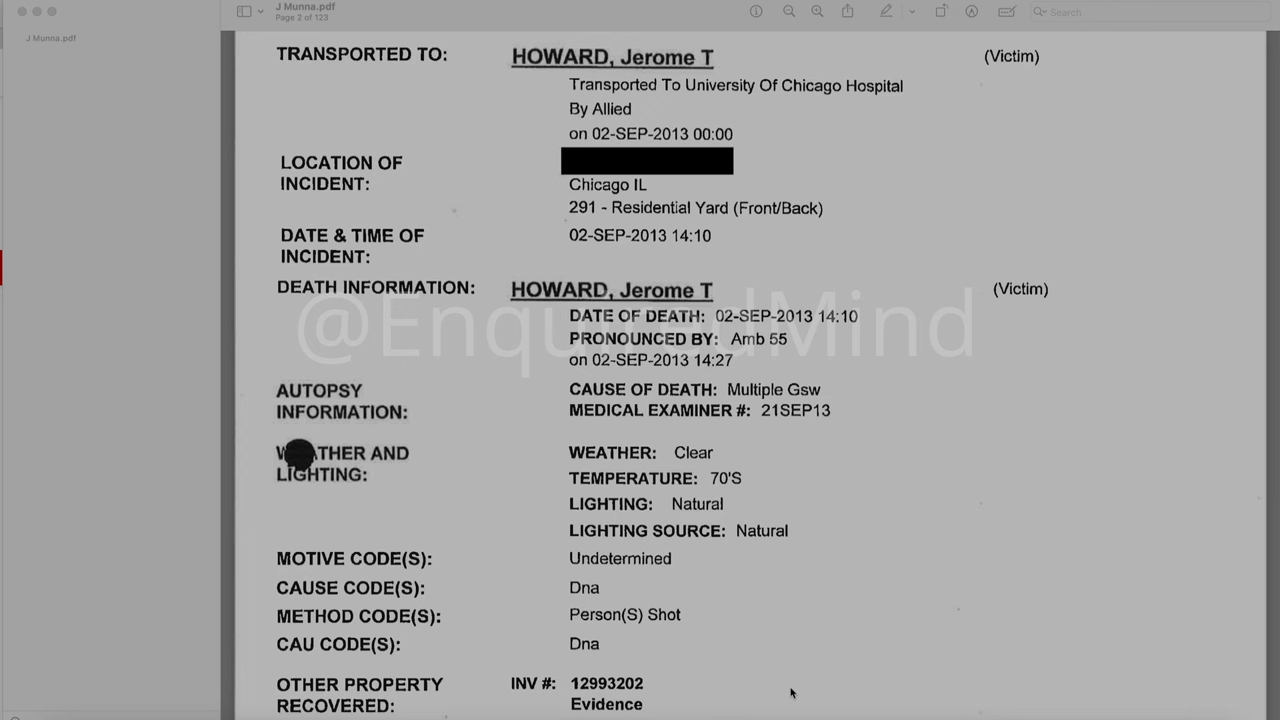 J Munna.pdf
Page 2 of 123
Search
J Munna.pdf
TRANSPORTED TO: HOWARD, Jerome T (Victim)
Transported To University Of Chicago Hospital
By Allied
on 02-SEP-2013 00:00
LOCATION OF
INCIDENT:
Chicago IL
291 - Residential Yard (Front/Back)
DATE & TIME OF
INCIDENT:
02-SEP-2013 14:10
DEATH INFORMATION: HOWARD, Jerome T (Victim)
DATE OF DEATH: 02-SEP-2013 14:10
PRONOUNCED BY: Amb 55
on 02-SEP-2013 14:27
@EnquiredMind
AUTOPSY
INFORMATION:
CAUSE OF DEATH: Multiple Gsw
MEDICAL EXAMINER #: 21SEP13
AND
LIGHTING:
WEATHER: Clear
TEMPERATURE: 70'S
LIGHTING: Natural
LIGHTING SOURCE: Natural
MOTIVE CODE(S): Undetermined
CAUSE CODE(S): Dna
METHOD CODE(S): Person(S) Shot
CAU CODE(S): Dna
OTHER PROPERTY
RECOVERED:
INV #: 12993202
Evidence